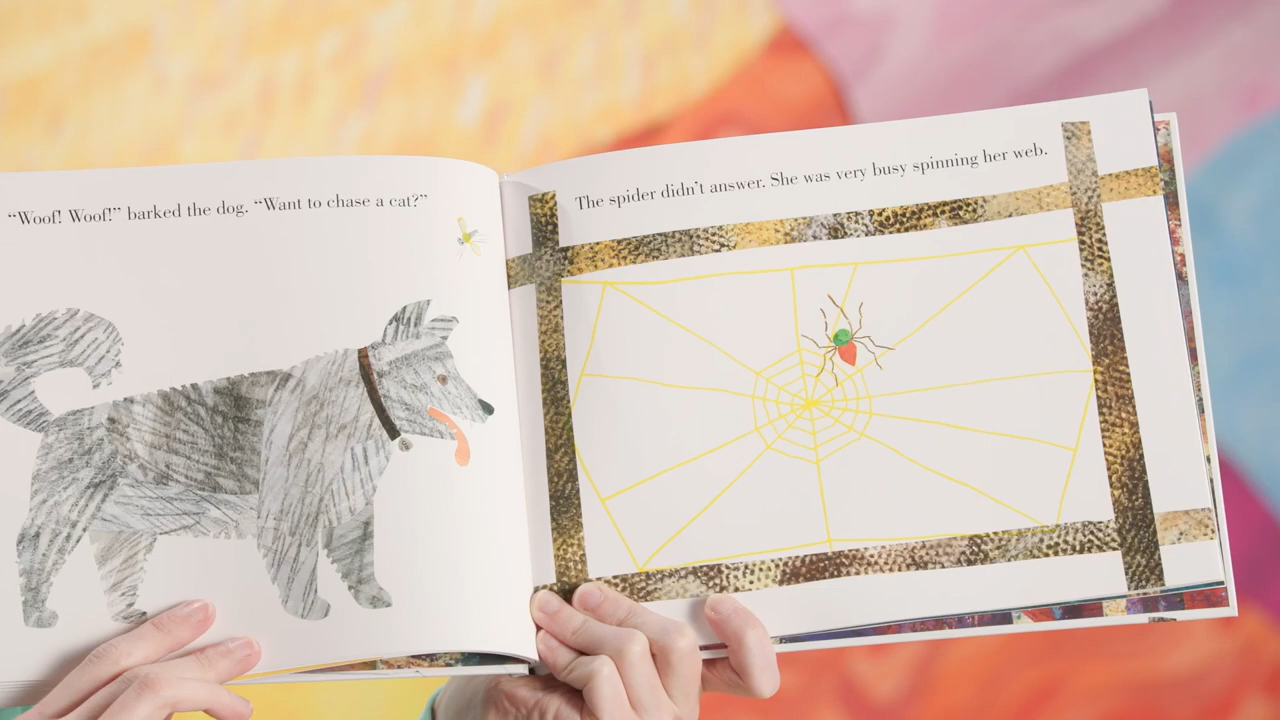 “Woof! Woof!” barked the dog. “Want to chase a cat?”
The spider didn’t answer. She was very busy spinning her web.